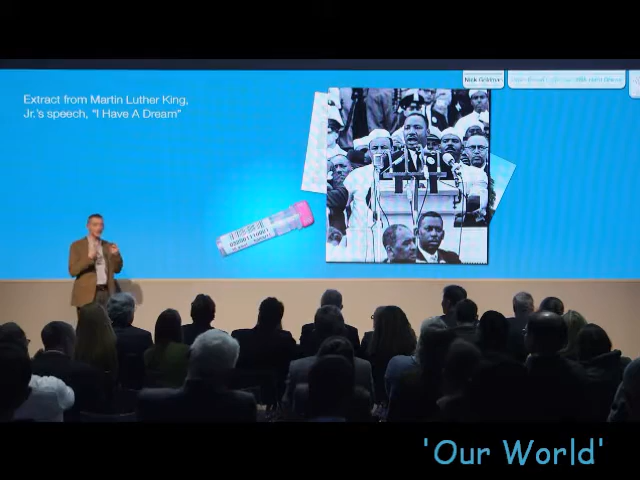 Nick Goldman
Extract from Martin Luther King,
Jr.'s speech, "I Have A Dream"
'Our World'